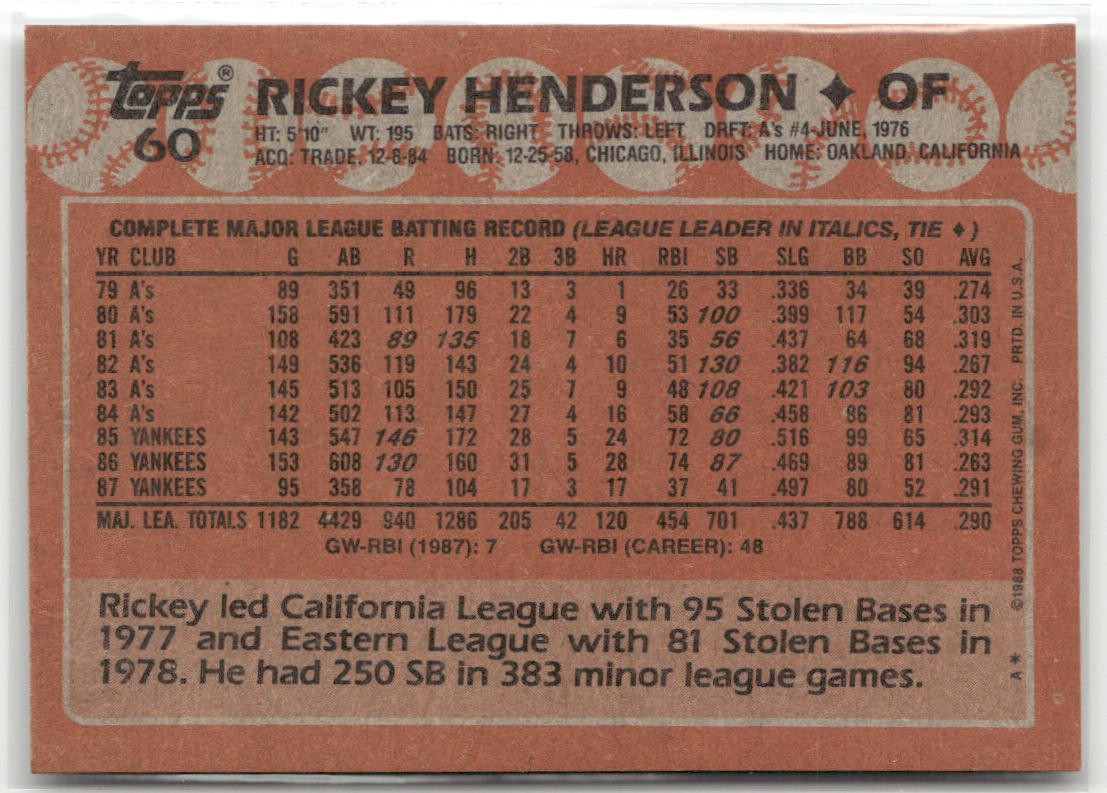 topps® RICKEY HENDERSON ♦ OF
60 HT: 5'10" WT: 195 BATS: RIGHT THROWS: LEFT DRFT: A's #4-JUNE, 1976
ACQ: TRADE, 12-8-84 BORN: 12-25-58, CHICAGO, ILLINOIS HOME: OAKLAND, CALIFORNIA
COMPLETE MAJOR LEAGUE BATTING RECORD (LEAGUE LEADER IN ITALICS, TIE ♦)
YR CLUB G AB R H 2B 3B HR RBI SB SLG BB SO AVG
79 A's 89 351 49 96 13 3 1 26 33 .336 34 39 .274
80 A's 158 591 111 179 22 4 9 53 100 .399 117 54 .303
81 A's 108 423 89 135 18 7 6 35 56 .437 64 68 .319
82 A's 149 536 119 143 24 4 10 51 130 .382 116 94 .267
83 A's 145 513 105 150 25 7 9 48 108 .421 103 80 .292
84 A's 142 502 113 147 27 4 16 58 66 .458 86 81 .293
85 YANKEES 143 547 146 172 28 5 24 72 80 .516 99 65 .314
86 YANKEES 153 608 130 160 31 5 28 74 87 .469 89 81 .263
87 YANKEES 95 358 78 104 17 3 17 37 41 .497 80 52 .291
MAJ. LEA. TOTALS 1182 4429 940 1286 205 42 120 454 701 .437 788 614 .290
GW-RBI (1987): 7 GW-RBI (CAREER): 48
Rickey led California League with 95 Stolen Bases in
1977 and Eastern League with 81 Stolen Bases in
1978. He had 250 SB in 383 minor league games.
A* ©1988 TOPPS CHEWING GUM, INC. PRTD. IN U.S.A.